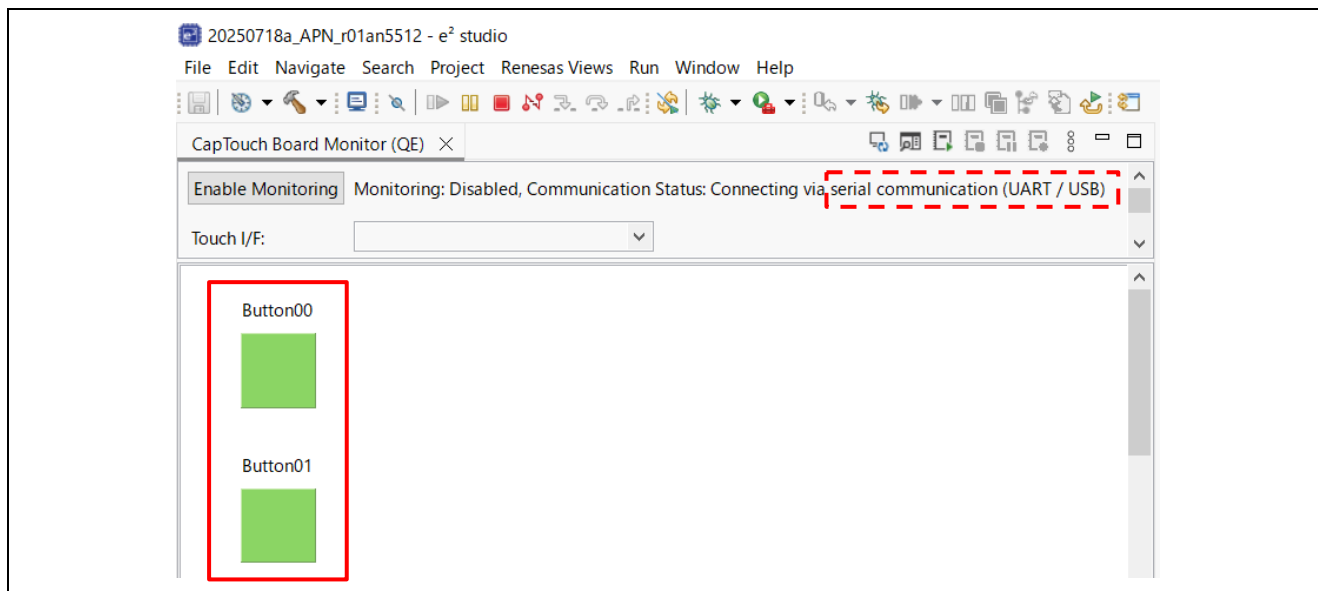 20250718a_APN_r01an5512 - e² studio
File Edit Navigate Search Project Renesas Views Run Window Help
CapTouch Board Monitor (QE)
Enable Monitoring Monitoring: Disabled, Communication Status: Connecting via serial communication (UART / USB)
Touch I/F:
Button00
Button01